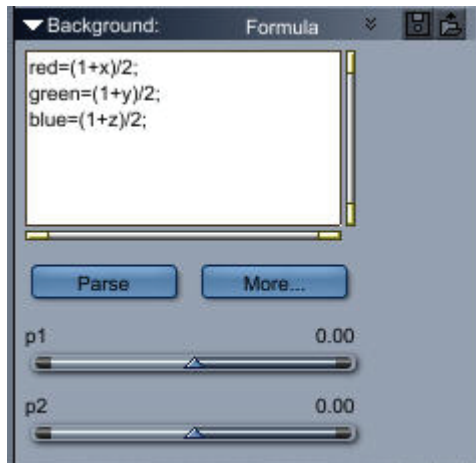 Background: Formula
red=(1+x)/2;
green=(1+y)/2;
blue=(1+z)/2;
Parse More...
p1 0.00
p2 0.00